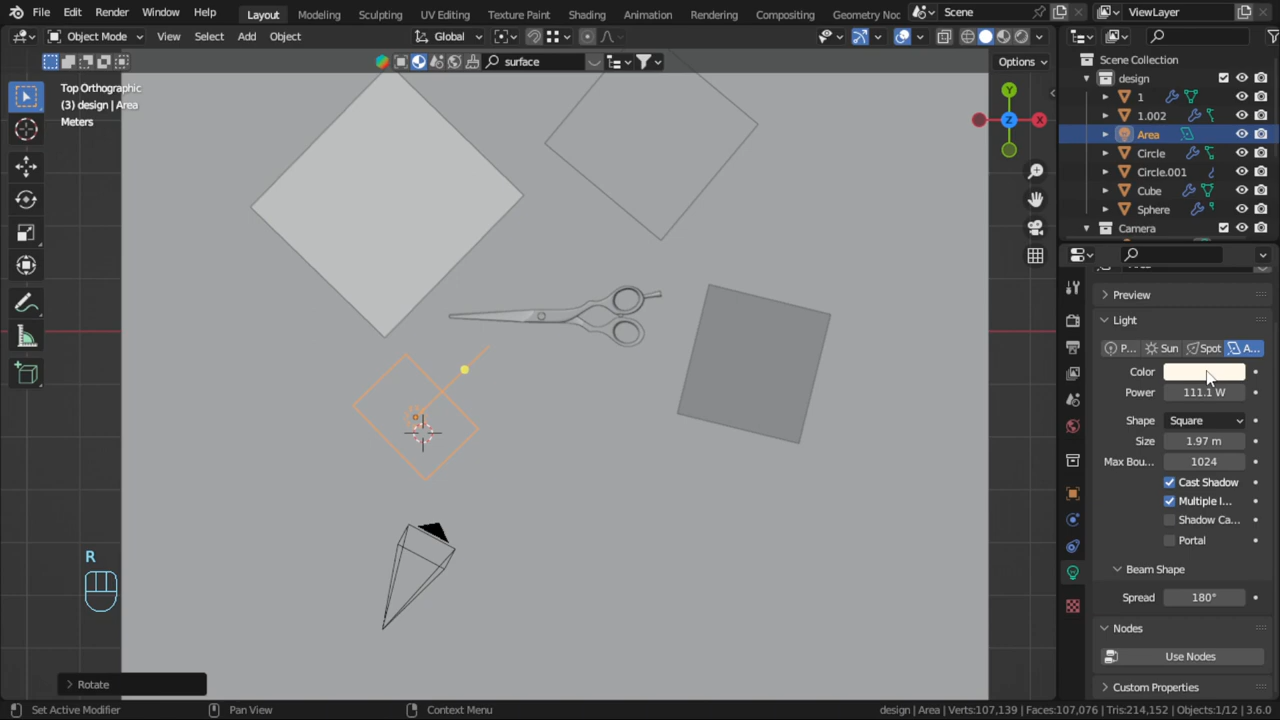 File Edit Render Window Help Layout Modeling Sculpting UV Editing Texture Paint Shading Animation Rendering Compositing Geometry Noc Scene ViewLayer
Object Mode View Select Add Object Global
surface Options
Top Orthographic
(3) design | Area
Meters
Y
Z
X
Scene Collection
design
1
1.002
Area
Circle
Circle.001
Cube
Sphere
Camera
Preview
Light
P... Sun Spot A...
Color
Power 111.1 W
Shape Square
Size 1.97 m
Max Bou... 1024
Cast Shadow
Multiple I...
Shadow Ca...
Portal
Beam Shape
Spread 180°
Nodes
Use Nodes
Custom Properties
R
Rotate
Set Active Modifier Pan View Context Menu design | Area | Verts:107,139 | Faces:107,076 | Tris:214,152 | Objects:1/12 | 3.6.0